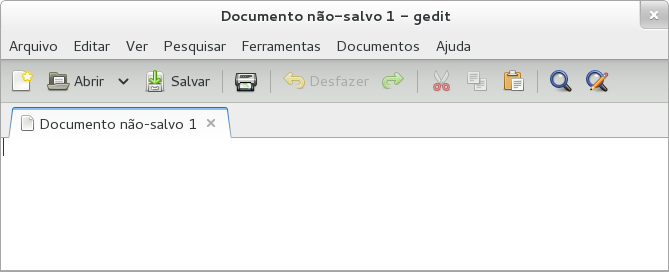 Documento não-salvo 1 - gedit
Arquivo Editar Ver Pesquisar Ferramentas Documentos Ajuda
Abrir Salvar Desfazer
Documento não-salvo 1